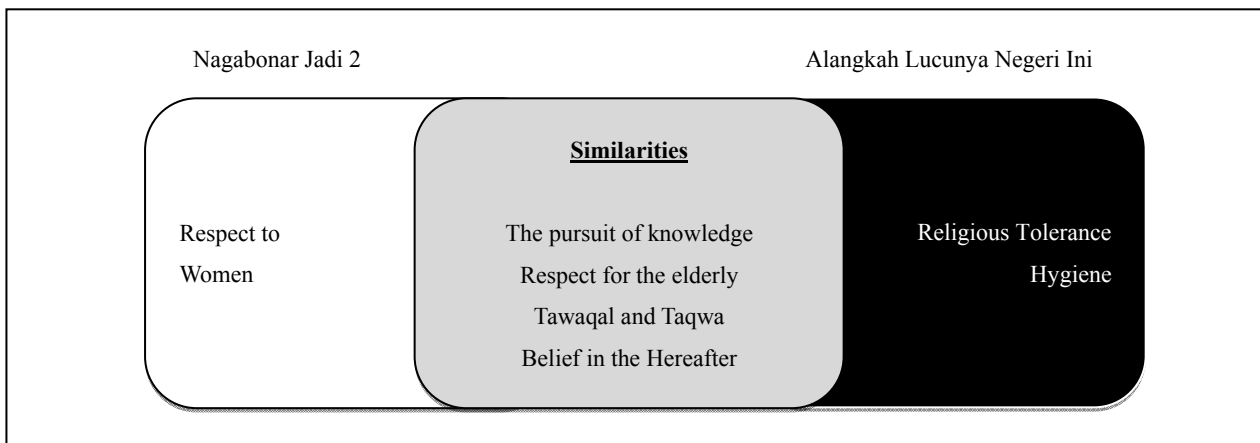 Nagabonar Jadi 2
Alangkah Lucunya Negeri Ini
Respect to
Women
Similarities
The pursuit of knowledge
Respect for the elderly
Tawaqal and Taqwa
Belief in the Hereafter
Religious Tolerance
Hygiene